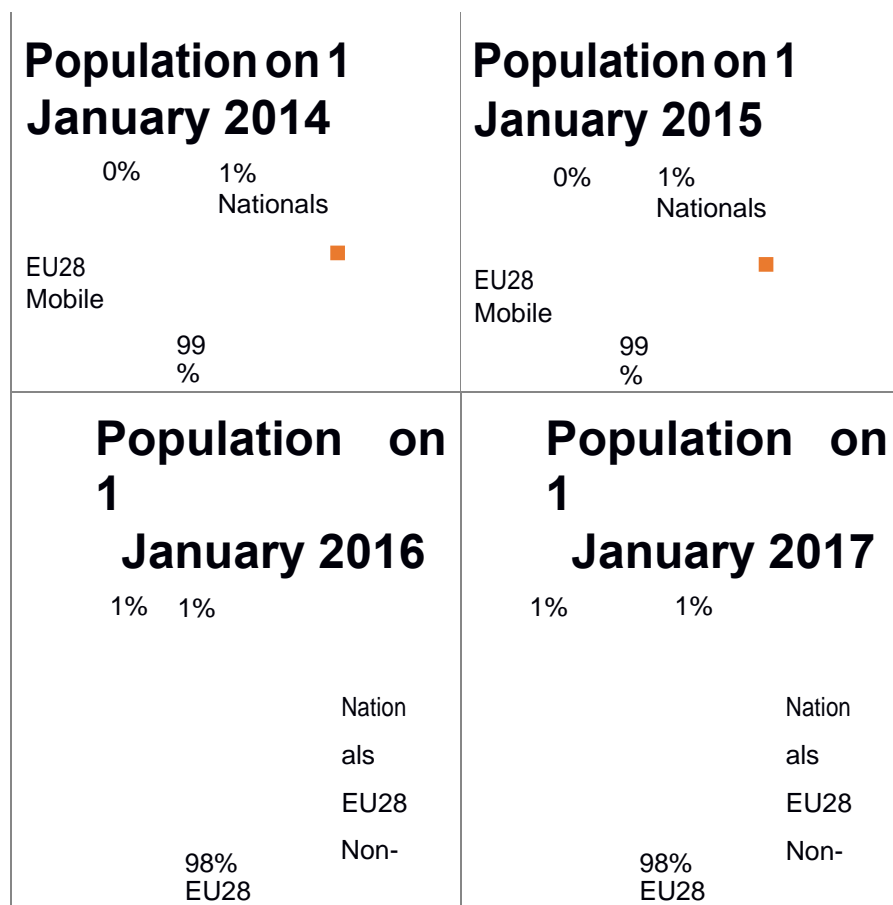 Population on 1
January 2014
0% 1%
Nationals
EU28
Mobile
99
%
Population on 1
January 2015
0% 1%
Nationals
EU28
Mobile
99
%
Population on
1
January 2016
1% 1%
Nation
als
EU28
Non-
98%
EU28
Population on
1
January 2017
1% 1%
Nation
als
EU28
Non-
98%
EU28